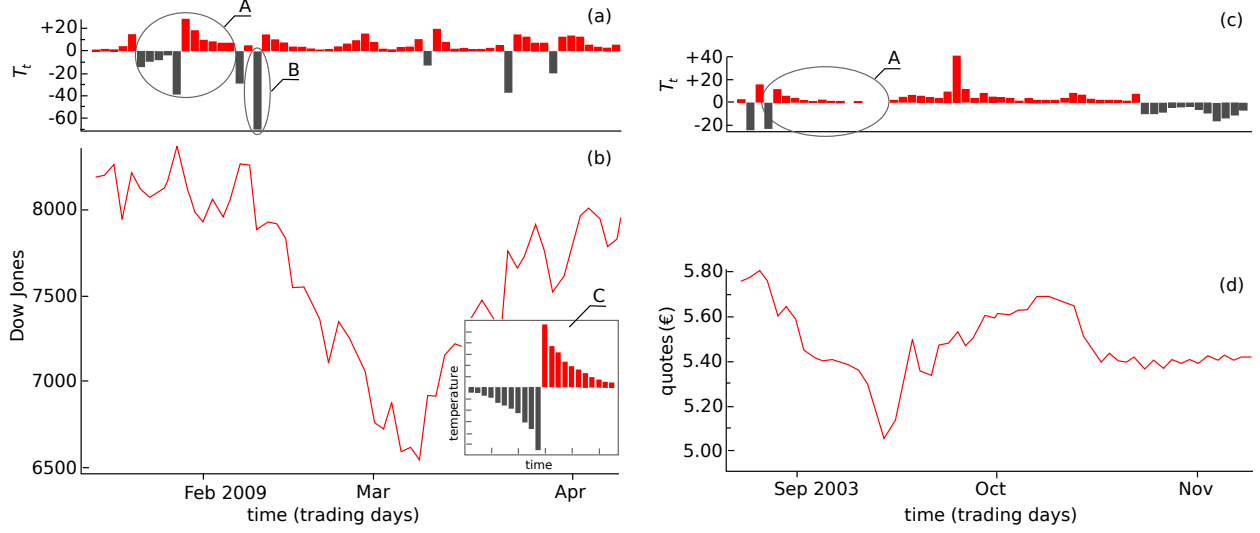 A
(a)
+20
0
-20
-40
-60
T_t
B
(b)
8000
7500
7000
6500
Dow Jones
C
temperature
time
Feb 2009
Mar
Apr
time (trading days)
(c)
A
+40
+20
0
-20
T_t
(d)
5.80
5.60
5.40
5.20
5.00
quotes (€)
Sep 2003
Oct
Nov
time (trading days)